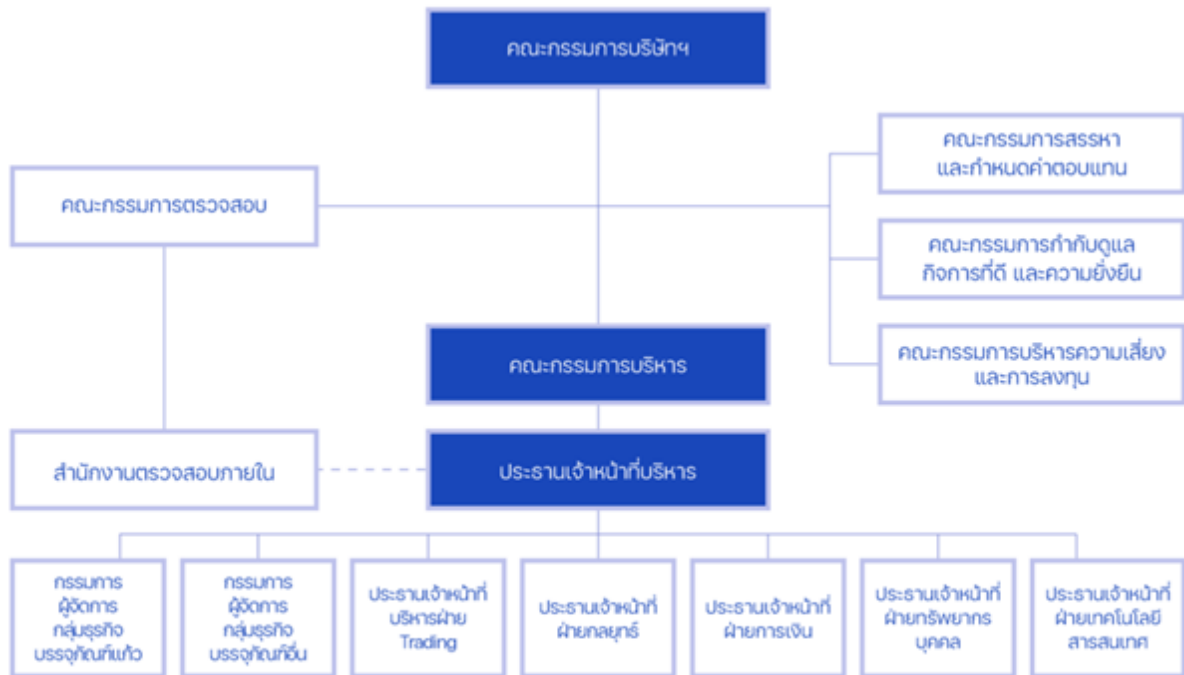 คณะกรรมการบริษัทฯ
คณะกรรมการสรรหา
และกำหนดค่าตอบแทน
คณะกรรมการตรวจสอบ
คณะกรรมการกำกับดูแล
กิจการที่ดี และความยั่งยืน
คณะกรรมการบริหาร
คณะกรรมการบริหารความเสี่ยง
และการลงทุน
สำนักงานตรวจสอบภายใน
ประธานเจ้าหน้าที่บริหาร
กรรมการ
ผู้จัดการ
กลุ่มธุรกิจ
บรรจุภัณฑ์แก้ว
กรรมการ
ผู้จัดการ
กลุ่มธุรกิจ
บรรจุภัณฑ์อื่น
ประธานเจ้าหน้าที่
บริหารฝ่าย
Trading
ประธานเจ้าหน้าที่
ฝ่ายกลยุทธ์
ประธานเจ้าหน้าที่
ฝ่ายการเงิน
ประธานเจ้าหน้าที่
ฝ่ายทรัพยากร
บุคคล
ประธานเจ้าหน้าที่
ฝ่ายเทคโนโลยี
สารสนเทศ